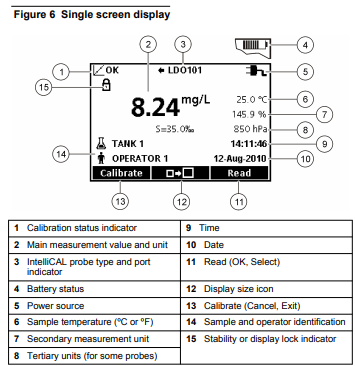 Figure 6 Single screen display
2
3
4
1
OK
LDO101
5
15
8.24 mg/L
25.0 °C
6
145.9 %
7
S=35.0‰
850 hPa
8
TANK 1
14:11:46
9
14
OPERATOR 1
12-Aug-2010
10
Calibrate
Read
13
12
11
1 Calibration status indicator
9 Time
2 Main measurement value and unit
10 Date
3 IntelliCAL probe type and port
indicator
11 Read (OK, Select)
4 Battery status
12 Display size icon
5 Power source
13 Calibrate (Cancel, Exit)
6 Sample temperature (ºC or ºF)
14 Sample and operator identification
7 Secondary measurement unit
15 Stability or display lock indicator
8 Tertiary units (for some probes)